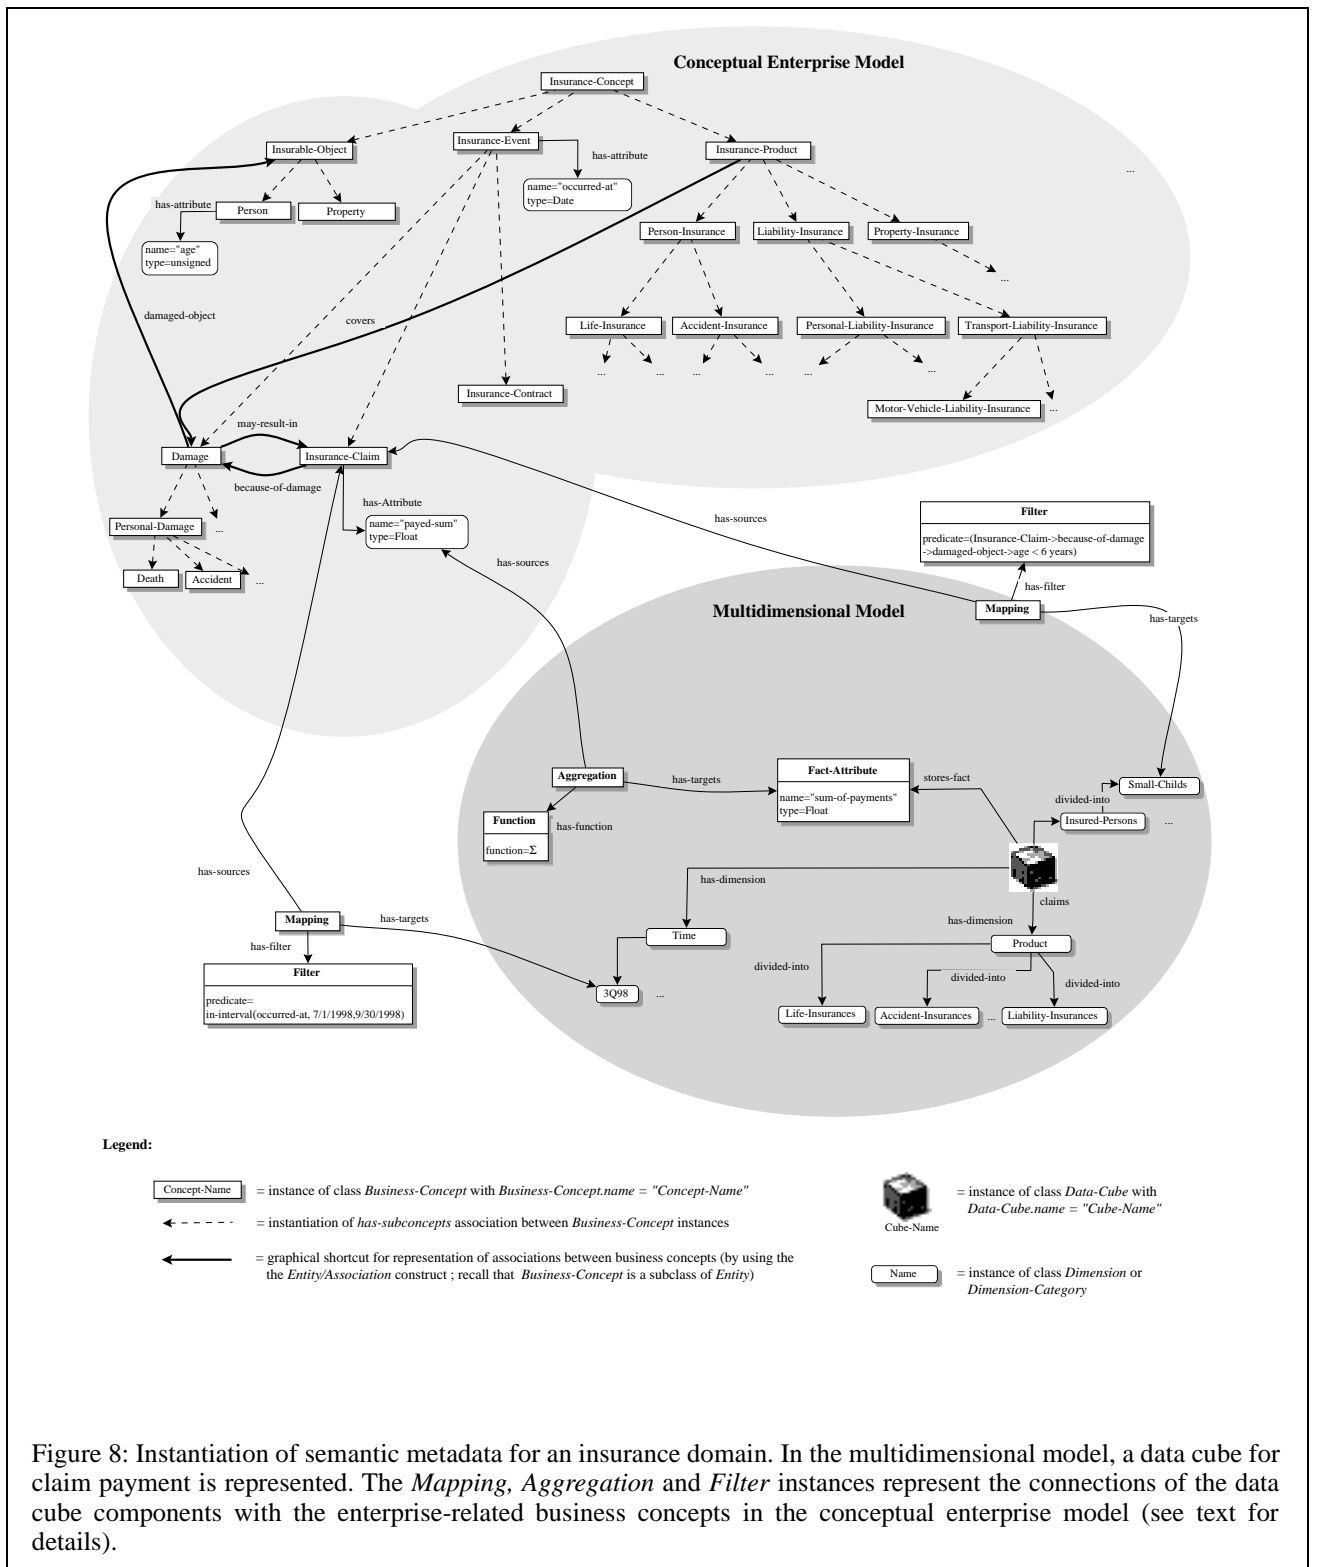 Conceptual Enterprise Model
Insurance-Concept
Insurable-Object
Insurance-Event
Insurance-Product
has-attribute
name="occurred-at"
type=Date
...
has-attribute
Person
Property
name="age"
type=unsigned
Person-Insurance
Liability-Insurance
Property-Insurance
...
damaged-object
covers
Life-Insurance
Accident-Insurance
Personal-Liability-Insurance
Transport-Liability-Insurance
...
...
...
...
...
...
Insurance-Contract
Motor-Vehicle-Liability-Insurance
...
may-result-in
Damage
Insurance-Claim
because-of-damage
has-Attribute
name="payed-sum"
type=Float
Personal-Damage
...
Death
Accident
...
has-sources
has-sources
Filter
predicate=(Insurance-Claim->because-of-damage
->damaged-object->age < 6 years)
has-filter
Mapping
has-targets
Multidimensional Model
Aggregation
has-targets
Fact-Attribute
name="sum-of-payments"
type=Float
stores-fact
Small-Childs
divided-into
Insured-Persons
...
Function
function=Σ
has-function
has-sources
has-dimension
claims
has-dimension
Mapping
has-targets
has-filter
Time
Product
Filter
predicate=
in-interval(occurred-at, 7/1/1998,9/30/1998)
3Q98
...
divided-into
divided-into
divided-into
Life-Insurances
Accident-Insurances
...
Liability-Insurances
Legend:
Concept-Name
= instance of class Business-Concept with Business-Concept.name = "Concept-Name"
= instantiation of has-subconcepts association between Business-Concept instances
= graphical shortcut for representation of associations between business concepts (by using the
the Entity/Association construct ; recall that Business-Concept is a subclass of Entity)
Cube-Name
= instance of class Data-Cube with
Data-Cube.name = "Cube-Name"
Name
= instance of class Dimension or
Dimension-Category
Figure 8: Instantiation of semantic metadata for an insurance domain. In the multidimensional model, a data cube for
claim payment is represented. The Mapping, Aggregation and Filter instances represent the connections of the data
cube components with the enterprise-related business concepts in the conceptual enterprise model (see text for
details).